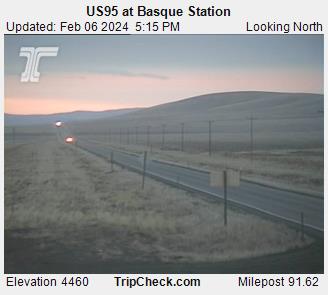 US95 at Basque Station
Updated: Feb 06 2024 5:15 PM Looking North
Elevation 4460 TripCheck.com Milepost 91.62